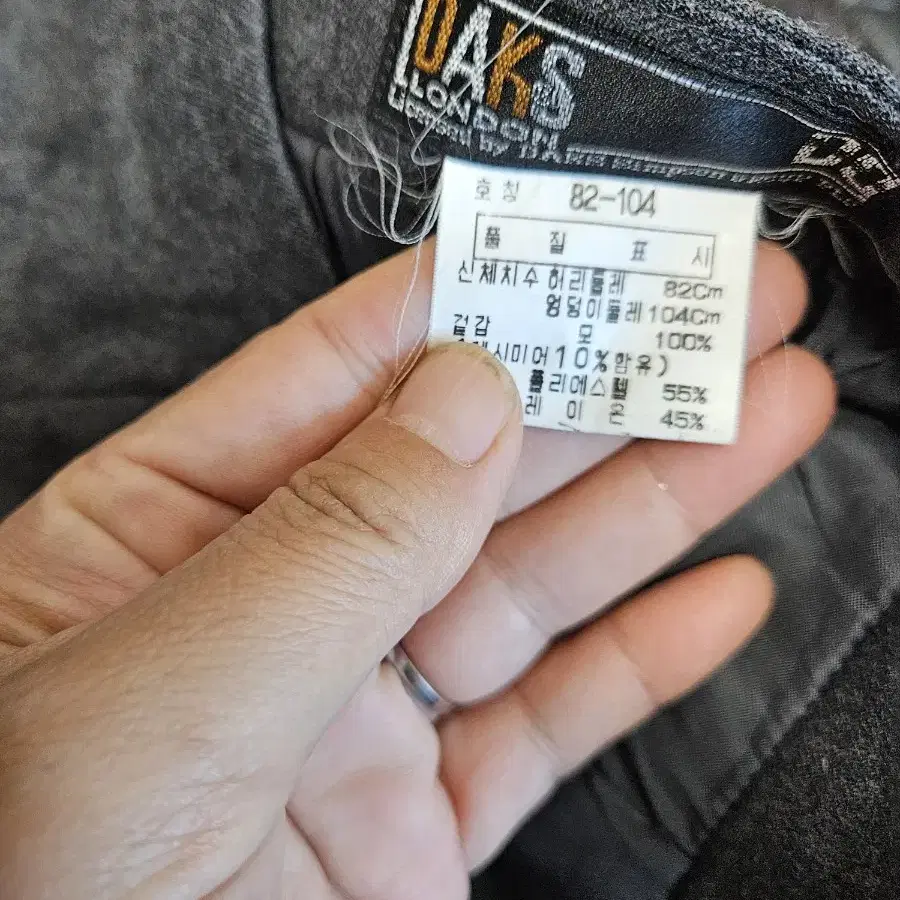 DAKS
LONDON
호칭 82-104
품 질 표 시
신체치수 허리둘레 82Cm
엉덩이둘레 104Cm
겉감 모 100%
시미어10%함유)
폴리에스텔 55%
레이온 45%